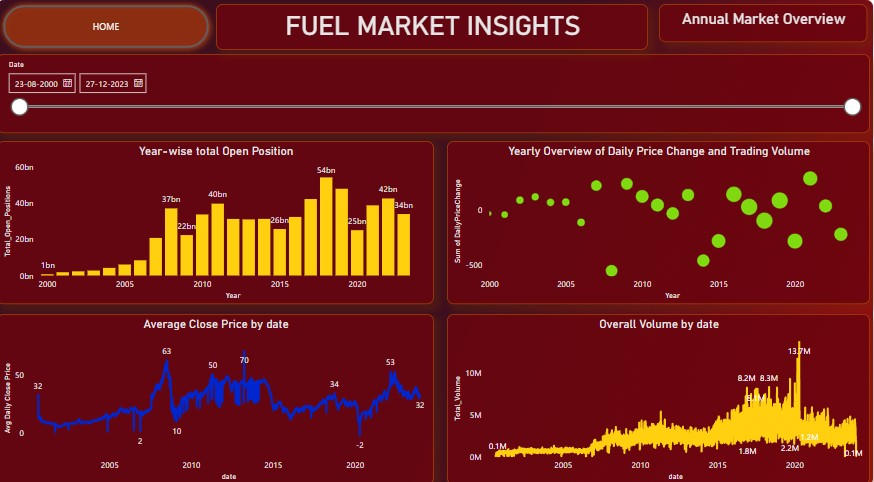 HOME
FUEL MARKET INSIGHTS
Annual Market Overview
Date
23-08-2000
27-12-2023
Year-wise total Open Position
Total_Open_Positions
60bn
40bn
20bn
0bn
1bn
37bn
22bn
40bn
26bn
54bn
25bn
42bn
34bn
2000
2005
2010
2015
2020
Year
Yearly Overview of Daily Price Change and Trading Volume
Sum of DailyPriceChange
0
-500
2000
2005
2010
2015
2020
Year
Average Close Price by date
Avg Daily Close Price
50
0
32
2
63
10
50
70
34
-2
53
32
2005
2010
2015
2020
date
Overall Volume by date
Total_Volume
10M
5M
0M
0.1M
8.2M
8.3M
1.8M
13.7M
2.2M
1.2M
0.1M
2005
2010
2015
2020
date